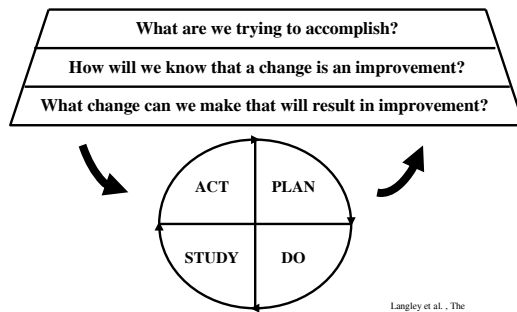 What are we trying to accomplish?
How will we know that a change is an improvement?
What change can we make that will result in improvement?
ACT PLAN
STUDY DO
Langley et al. , The